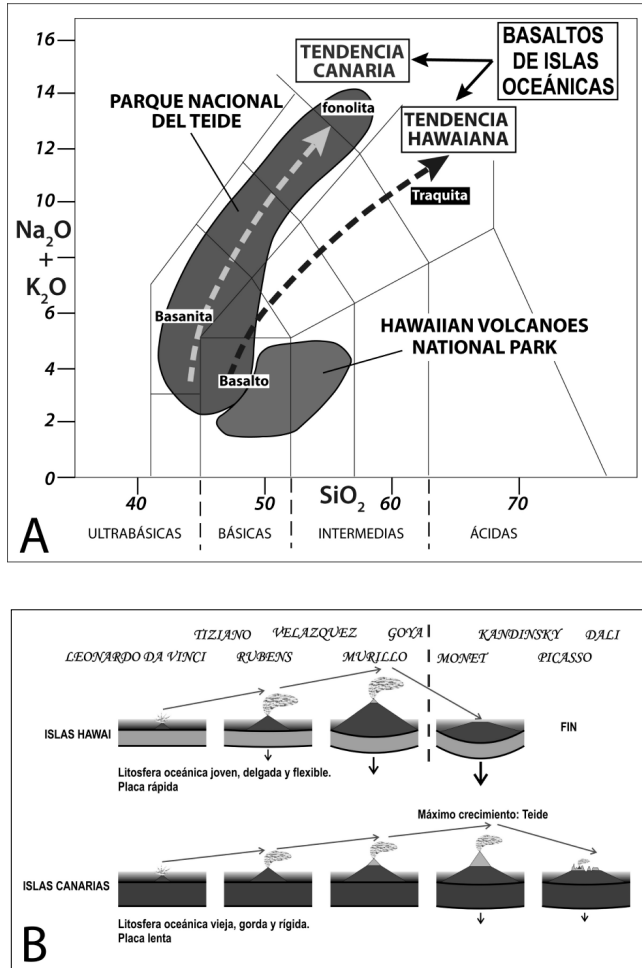 16
14
12
10
Na2O
+
K2O
6
4
2
0
TENDENCIA
CANARIA
BASALTOS
DE ISLAS
OCEÁNICAS
PARQUE NACIONAL
DEL TEIDE
fonolita
TENDENCIA
HAWAIANA
Traquita
Basanita
HAWAIIAN VOLCANOES
NATIONAL PARK
Basalto
40
50
SiO2
60
70
A
ULTRABÁSICAS
BÁSICAS
INTERMEDIAS
ÁCIDAS
TIZIANO VELAZQUEZ GOYA KANDINSKY DALI
LEONARDO DA VINCI RUBENS MURILLO MONET PICASSO
ISLAS HAWAI
FIN
Litosfera oceánica joven, delgada y flexible.
Placa rápida
Máximo crecimiento: Teide
ISLAS CANARIAS
Litosfera oceánica vieja, gorda y rígida.
Placa lenta
B